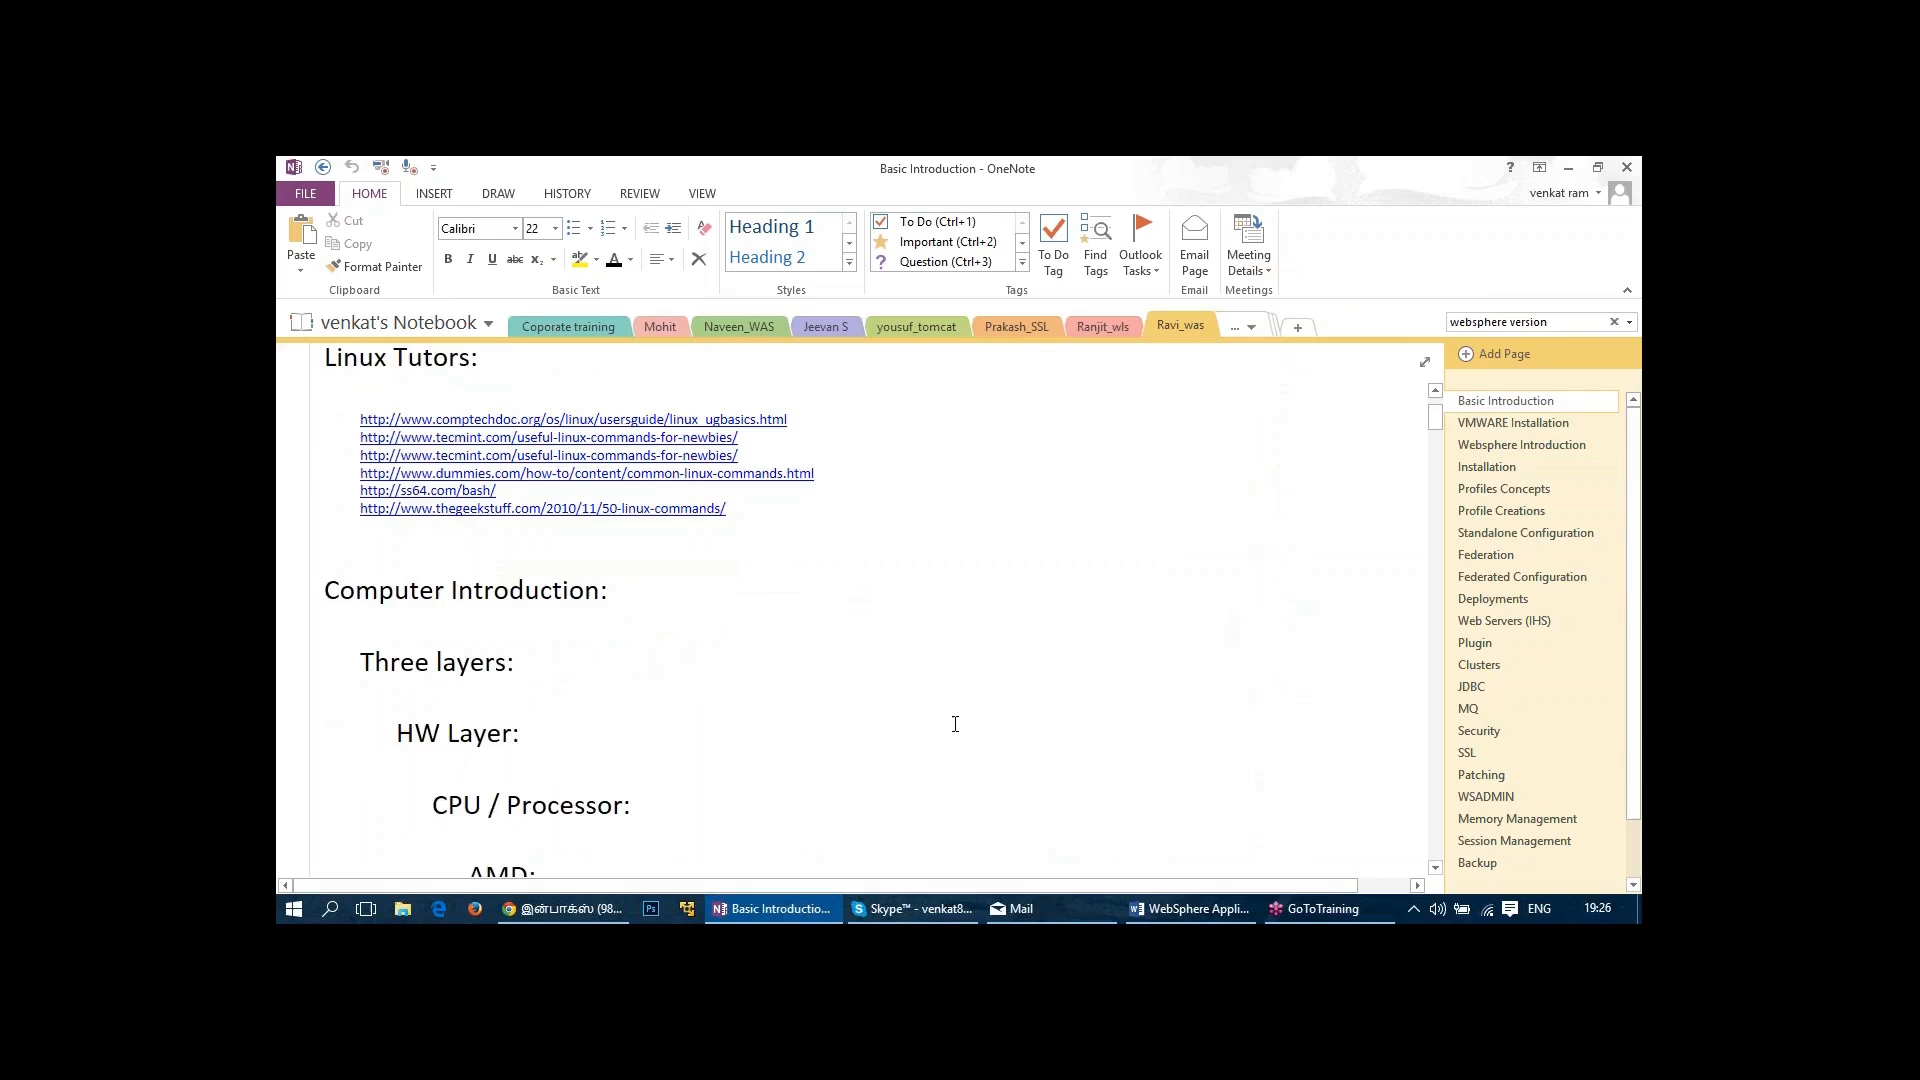 Basic Introduction - OneNote
?
FILE HOME INSERT DRAW HISTORY REVIEW VIEW
venkat ram
Paste
Cut
Copy
Format Painter
Clipboard
Calibri 22
B I U abc x₂ A
Basic Text
Heading 1
Heading 2
Styles
To Do (Ctrl+1)
Important (Ctrl+2)
? Question (Ctrl+3)
To Do Tag
Find Tags
Outlook Tasks
Tags
Email Page
Email
Meeting Details
Meetings
venkat's Notebook
Coporate training Mohit Naveen_WAS Jeevan S yousuf_tomcat Prakash_SSL Ranjit_wls Ravi_was ... +
websphere version
Linux Tutors:
http://www.comptechdoc.org/os/linux/usersguide/linux_ugbasics.html
http://www.tecmint.com/useful-linux-commands-for-newbies/
http://www.tecmint.com/useful-linux-commands-for-newbies/
http://www.dummies.com/how-to/content/common-linux-commands.html
http://ss64.com/bash/
http://www.thegeekstuff.com/2010/11/50-linux-commands/
Computer Introduction:
Three layers:
HW Layer:
CPU / Processor:
AMD:
Add Page
Basic Introduction
VMWARE Installation
Websphere Introduction
Installation
Profiles Concepts
Profile Creations
Standalone Configuration
Federation
Federated Configuration
Deployments
Web Servers (IHS)
Plugin
Clusters
JDBC
MQ
Security
SSL
Patching
WSADMIN
Memory Management
Session Management
Backup
இன்பாக்ஸ் (98... Ps Basic Introductio... Skype™ - venkat8... Mail WebSphere Appli... GoToTraining ENG 19:26